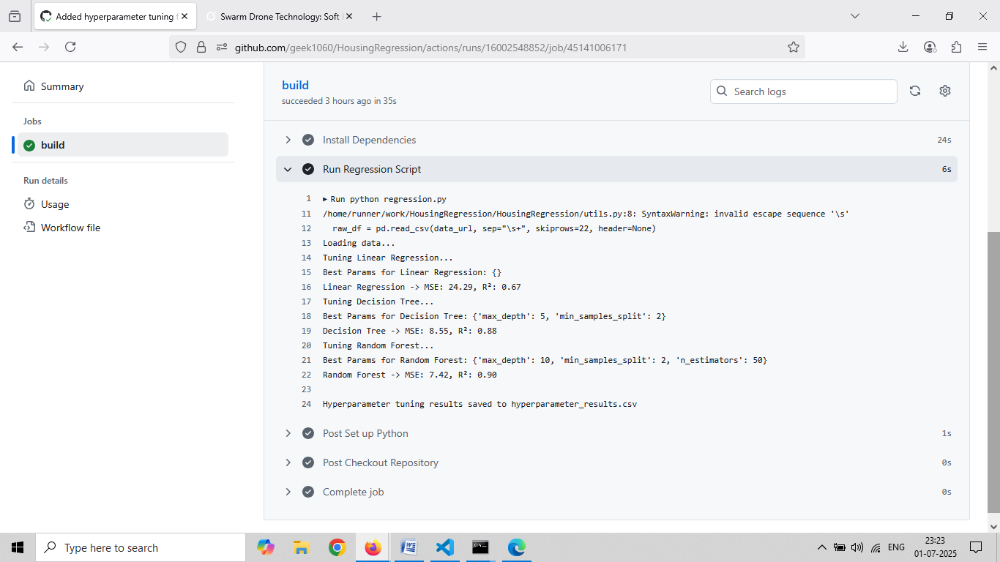 Added hyperparameter tuning f
Swarm Drone Technology: Soft
github.com/geek1060/HousingRegression/actions/runs/16002548852/job/45141006171
Summary
Jobs
build
Run details
Usage
Workflow file
build
succeeded 3 hours ago in 35s
Search logs
Install Dependencies 24s
Run Regression Script 6s
1 Run python regression.py
11 /home/runner/work/HousingRegression/HousingRegression/utils.py:8: SyntaxWarning: invalid escape sequence '\s'
12 raw_df = pd.read_csv(data_url, sep="\s+", skiprows=22, header=None)
13 Loading data...
14 Tuning Linear Regression...
15 Best Params for Linear Regression: {}
16 Linear Regression -> MSE: 24.29, R²: 0.67
17 Tuning Decision Tree...
18 Best Params for Decision Tree: {'max_depth': 5, 'min_samples_split': 2}
19 Decision Tree -> MSE: 8.55, R²: 0.88
20 Tuning Random Forest...
21 Best Params for Random Forest: {'max_depth': 10, 'min_samples_split': 2, 'n_estimators': 50}
22 Random Forest -> MSE: 7.42, R²: 0.90
23
24 Hyperparameter tuning results saved to hyperparameter_results.csv
Post Set up Python 1s
Post Checkout Repository 0s
Complete job 0s
Type here to search
ENG
23:23
01-07-2025